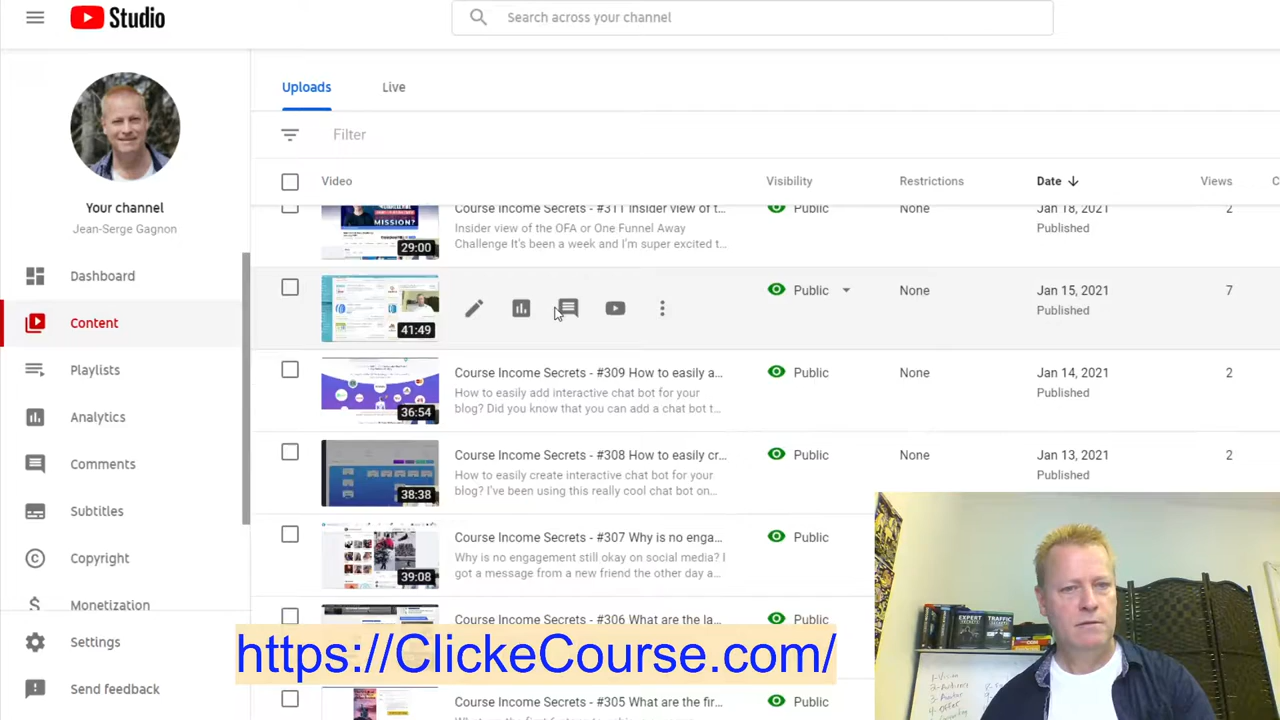 Studio
Search across your channel
Your channel
Jean-Serge Gagnon
Dashboard
Content
Playlists
Analytics
Comments
Subtitles
Copyright
Monetization
Settings
Send feedback
Uploads
Live
Filter
Video
Visibility
Restrictions
Date
Views
29:00
Course Income Secrets - #311 Insider view of t...
Insider view of the OFA or One Funnel Away
Challenge It's been a week and I'm super excited t...
Public
None
Jan 18, 2021
Published
2
41:49
Public
None
Jan 15, 2021
Published
7
36:54
Course Income Secrets - #309 How to easily a...
How to easily add interactive chat bot for your
blog? Did you know that you can add a chat bot t...
Public
None
Jan 14, 2021
Published
2
38:38
Course Income Secrets - #308 How to easily cr...
How to easily create interactive chat bot for your
blog? I've been using this really cool chat bot on...
Public
None
Jan 13, 2021
Published
2
39:08
Course Income Secrets - #307 Why is no enga...
Why is no engagement still okay on social media? I
got a message from a new friend the other day a...
Public
Course Income Secrets - #306 What are the la...
Public
https://ClickeCourse.com/
Course Income Secrets - #305 What are the fir...
Public
EXPERT
SECRETS
TRAFFIC
SECRETS